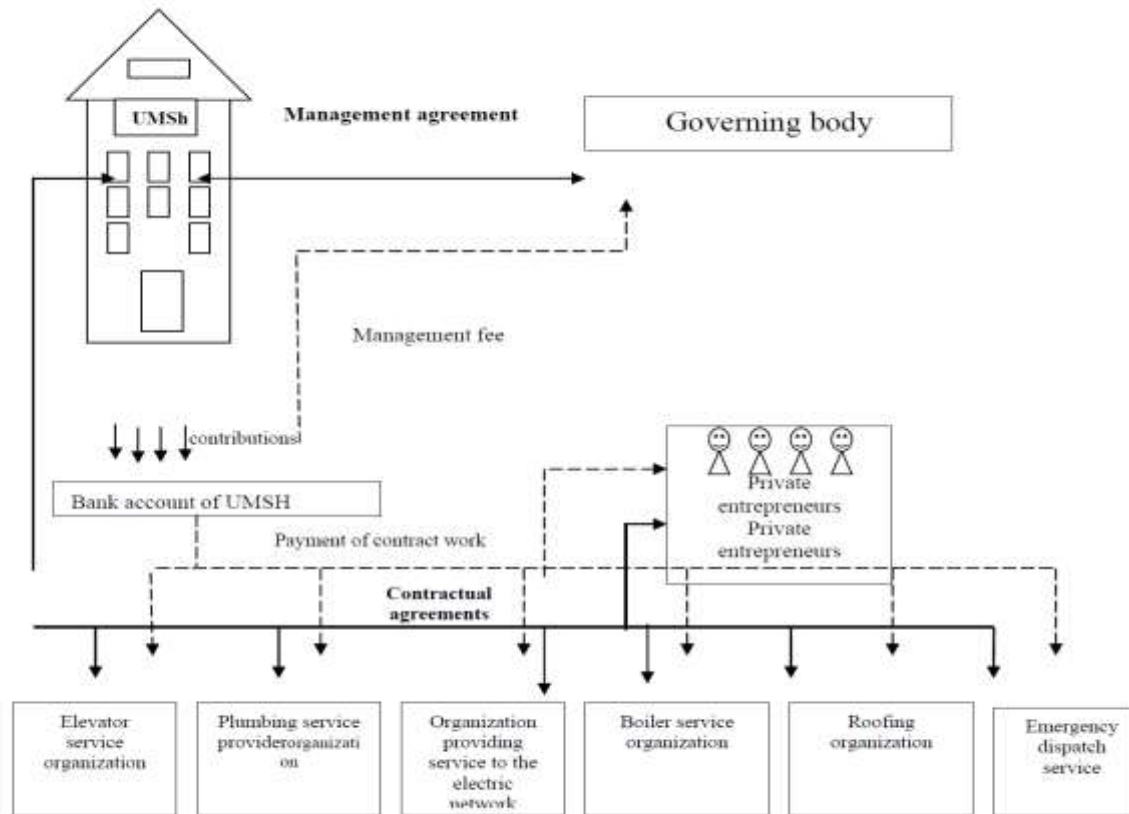 UMSh
Management agreement
Governing body
Management fee
contributions
Bank account of UMSH
Private
entrepreneurs
Private
entrepreneurs
Payment of contract work
Contractual
agreements
Elevator
service
organization
Plumbing service
providerorganizati
on
Organization
providing
service to the
electric
network
Boiler service
organization
Roofing
organization
Emergency
dispatch
service